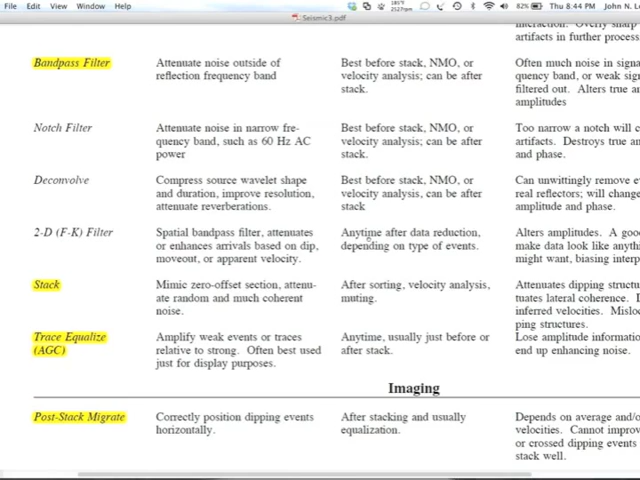 File Edit View Window Help 185°F 2527rpm 82% Thu 8:44 PM John N. Lo
Seismic3.pdf
interaction. Overly sharp
artifacts in further process
Bandpass Filter Attenuate noise outside of Best before stack, NMO, or Often much noise in signa
reflection frequency band velocity analysis; can be after quency band, or weak sig
stack. filtered out. Alters true an
amplitudes
Notch Filter Attenuate noise in narrow fre- Best before stack, NMO, or Too narrow a notch will c
quency band, such as 60 Hz AC velocity analysis; can be after artifacts. Destroys true an
power stack. and phase.
Deconvolve Compress source wavelet shape Best before stack, NMO, or Can unwittingly remove e
and duration, improve resolution, velocity analysis; can be after real reflectors; will change
attenuate reverberations. stack amplitude and phase.
2-D (F-K) Filter Spatial bandpass filter, attenuates Anytime after data reduction, Alters amplitudes. A goo
or enhances arrivals based on dip, depending on type of events. make data look like anythi
moveout, or apparent velocity. might want, biasing interp
Stack Mimic zero-offset section, attenu- After sorting, velocity analysis, Attenuates dipping structu
ate random and much coherent muting. tuates lateral coherence. I
noise. inferred velocities. Misloc
ping structures.
Trace Equalize Amplify weak events or traces Anytime, usually just before or Lose amplitude informatio
(AGC) relative to strong. Often best used after stack. end up enhancing noise.
just for display purposes.
Imaging
Post-Stack Migrate Correctly position dipping events After stacking and usually Depends on average and/o
horizontally. equalization. velocities. Cannot improv
or crossed dipping events
stack well.